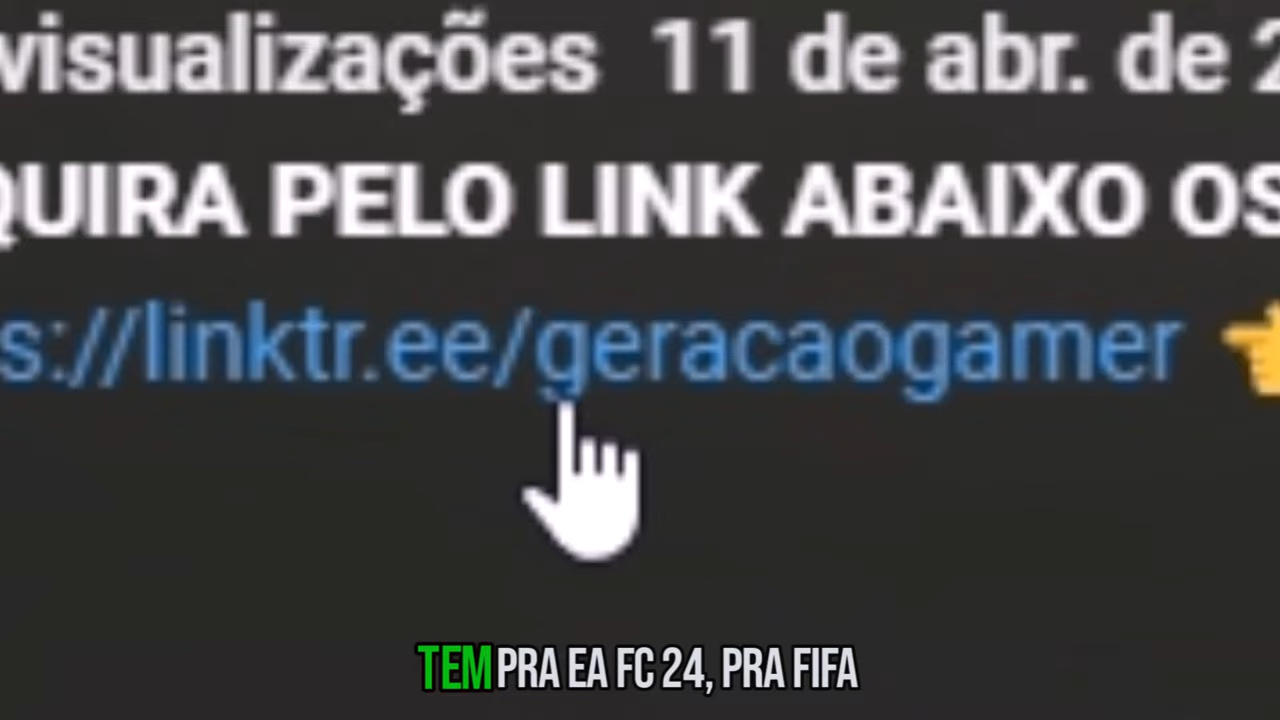 visualizações 11 de abr. de 2
QUIRA PELO LINK ABAIXO OS
s://linktr.ee/geracaogamer
TEM PRA EA FC 24, PRA FIFA